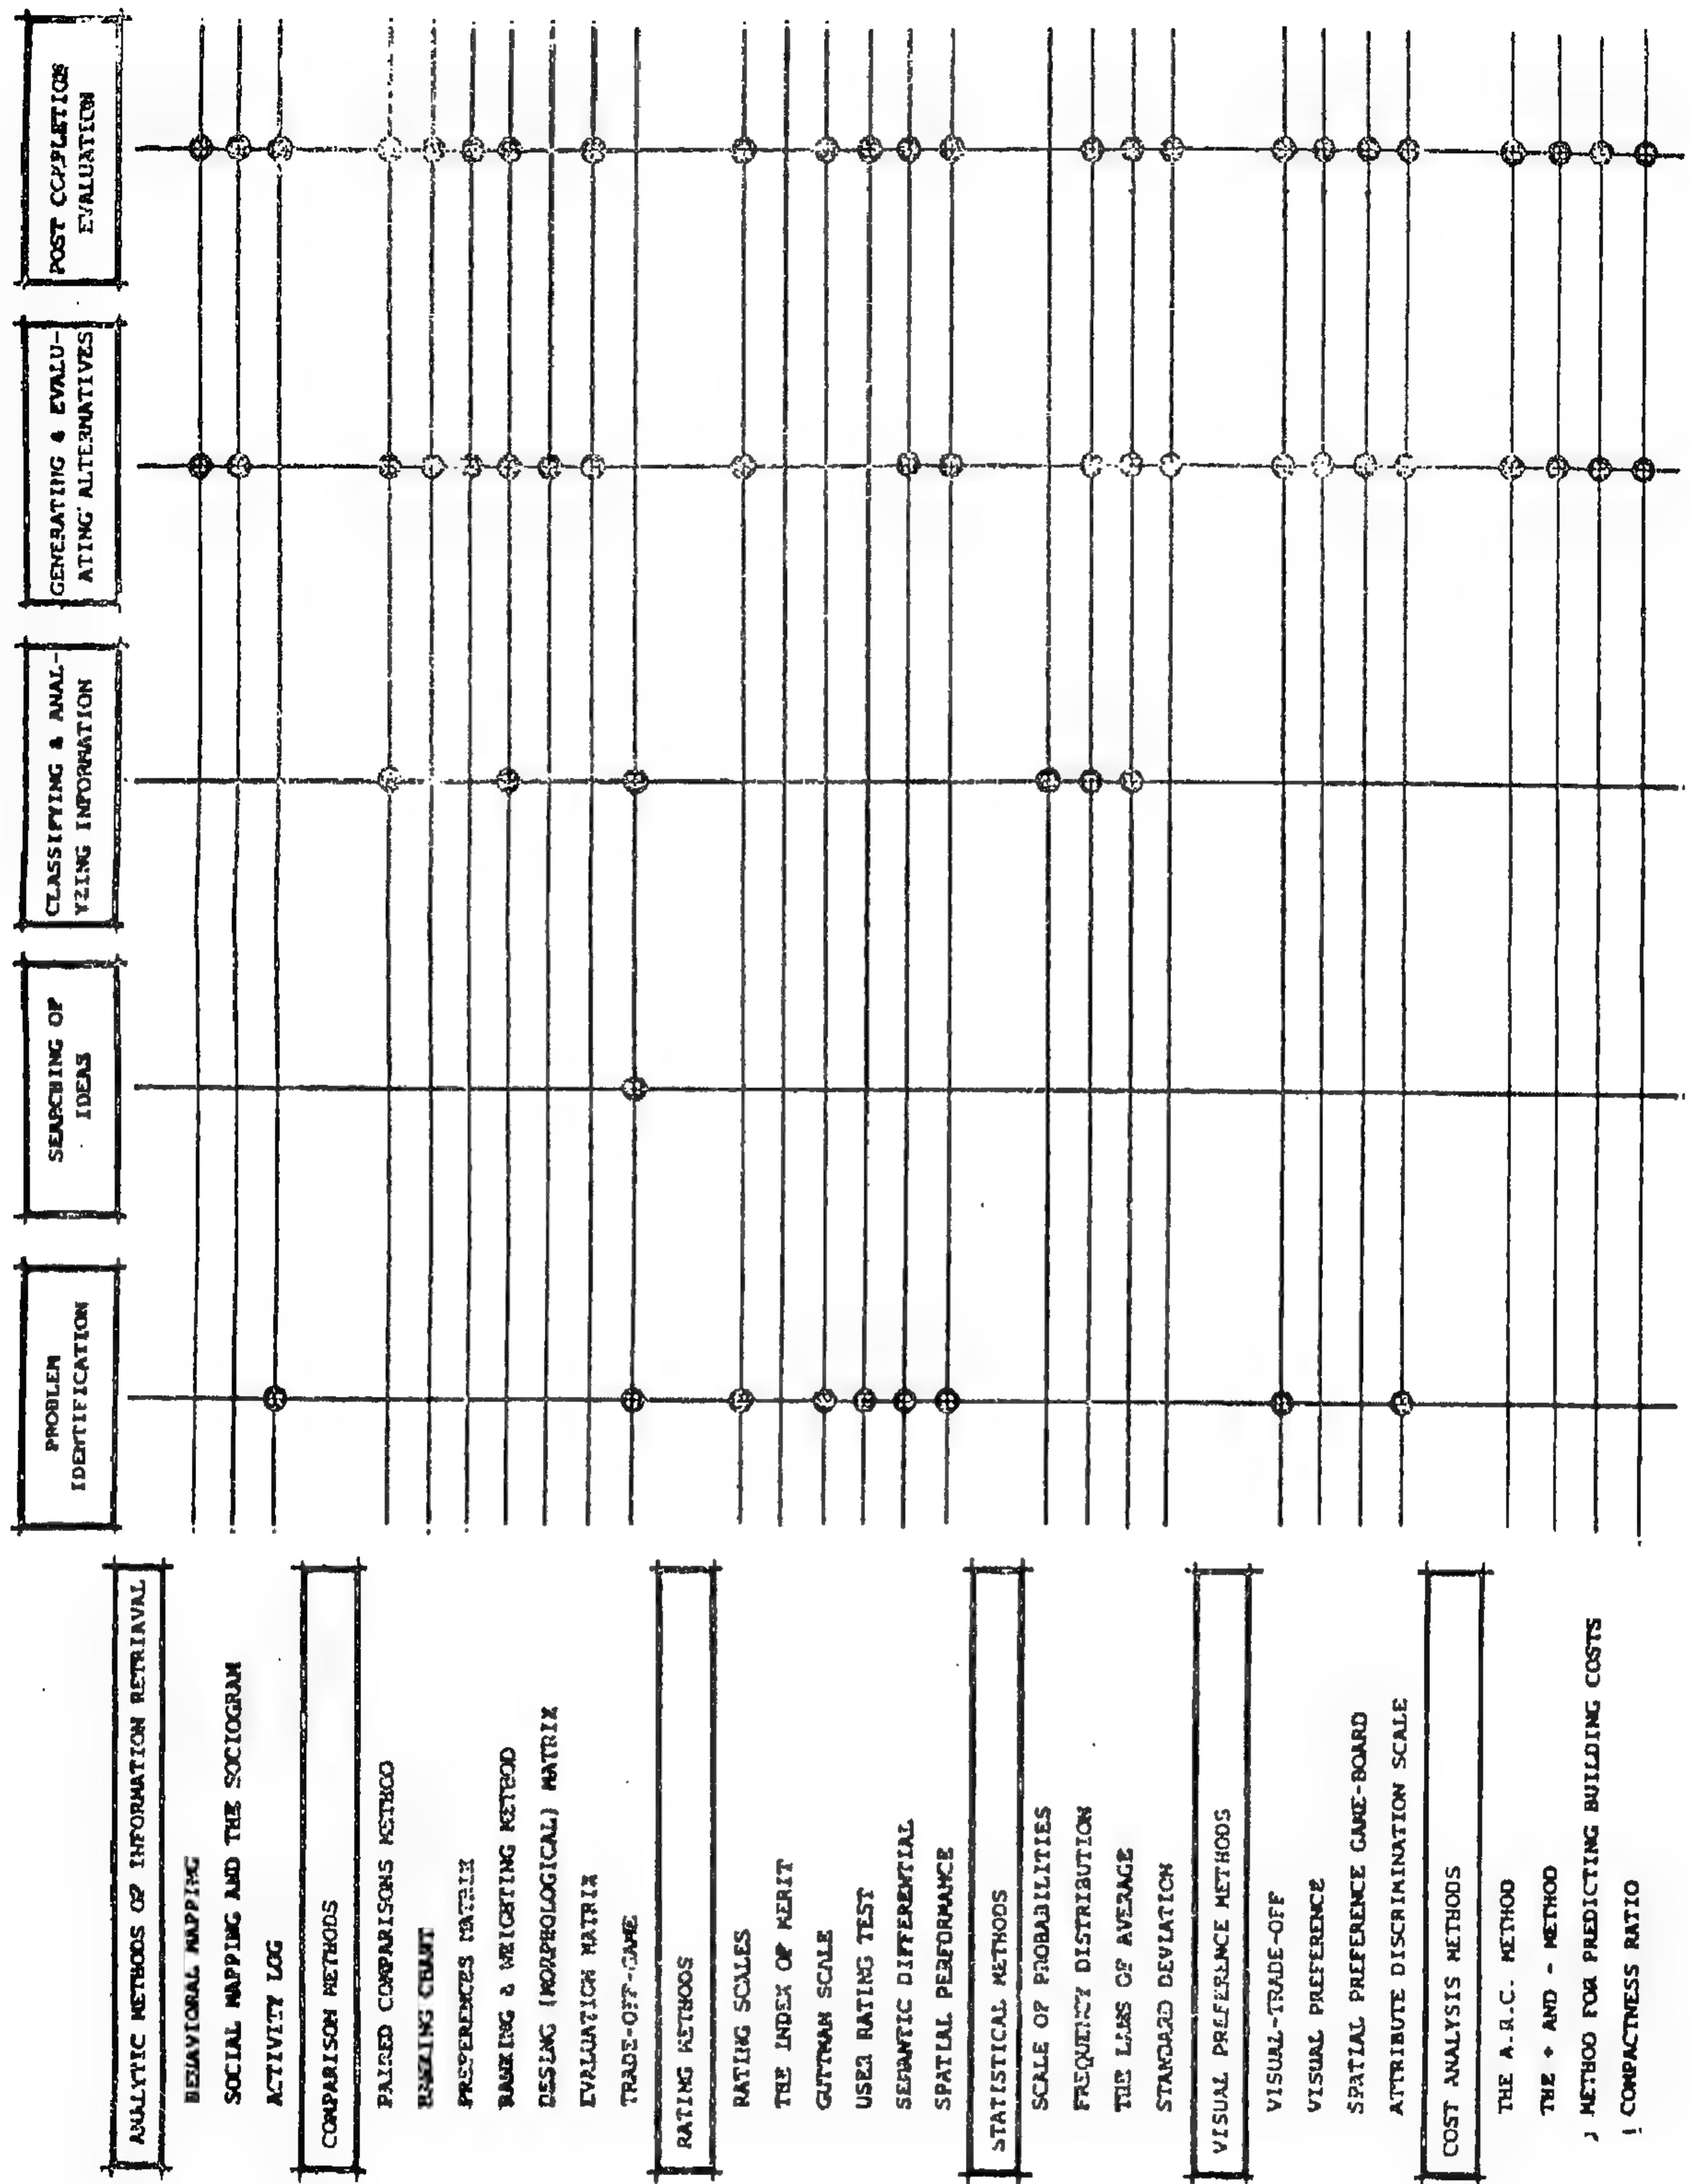 PROBLEM
IDENTIFICATION
SEARCHING OF
IDEAS
CLASSIFYING & ANAL-
YZING INFORMATION
GENERATING & EVALU-
ATING ALTERNATIVES
POST COMPLETION
EVALUATION
ANALYTIC METHODS OF INFORMATION RETRIAVAL
BEHAVIORAL MAPPING
SOCIAL MAPPING AND THE SOCIOGRAM
ACTIVITY LOG
COMPARISON METHODS
PAIRED COMPARISONS METHOD
RANKING CHART
PREFERENCES MATRIX
RANKING & WEIGHTING METHOD
DESING (MORPHOLOGICAL) MATRIX
EVALUATION MATRIX
TRADE-OFF-GAME
RATING METHODS
RATING SCALES
THE INDEX OF MERIT
GUTTMAN SCALE
USER RATING TEST
SEMANTIC DIFFERENTIAL
SPATIAL PERFORMANCE
STATISTICAL METHODS
SCALE OF PROBABILITIES
FREQUENCY DISTRIBUTION
THE LAWS OF AVERAGE
STANDARD DEVIATION
VISUAL PREFERENCE METHODS
VISUAL-TRADE-OFF
VISUAL PREFERENCE
SPATIAL PREFERENCE GAME-BOARD
ATTRIBUTE DISCRIMINATION SCALE
COST ANALYSIS METHODS
THE A.R.C. METHOD
THE + AND - METHOD
METHOD FOR PREDICTING BUILDING COSTS
COMPACTNESS RATIO